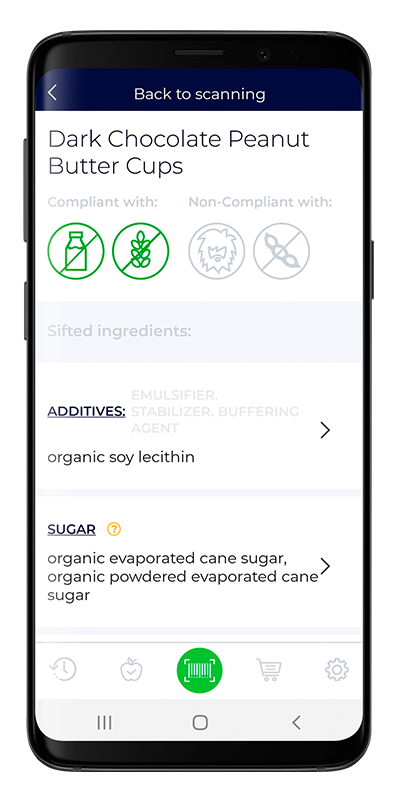 Back to scanning
Dark Chocolate Peanut
Butter Cups
Compliant with:
Non-Compliant with:
Sifted ingredients:
ADDITIVES:
EMULSIFIER.
STABILIZER. BUFFERING
AGENT
organic soy lecithin
SUGAR ?
organic evaporated cane sugar,
organic powdered evaporated cane
sugar